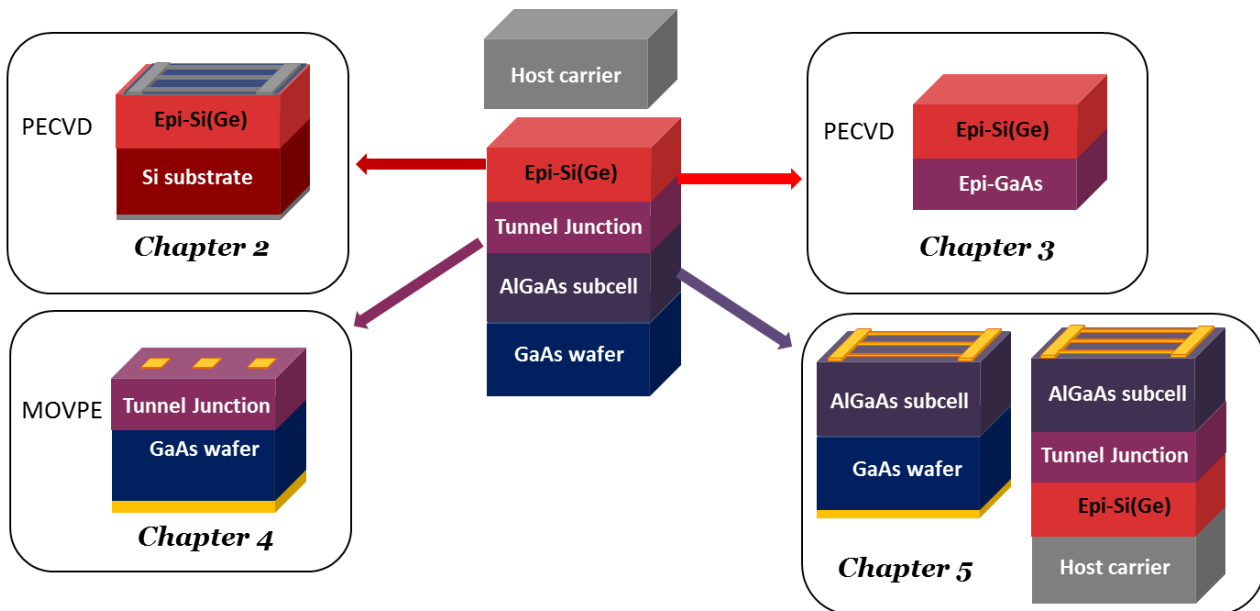 PECVD
Epi-Si(Ge)
Si substrate
Chapter 2
Host carrier
Epi-Si(Ge)
Tunnel Junction
AlGaAs subcell
GaAs wafer
PECVD
Epi-Si(Ge)
Epi-GaAs
Chapter 3
MOVPE
Tunnel Junction
GaAs wafer
Chapter 4
AlGaAs subcell
GaAs wafer
AlGaAs subcell
Tunnel Junction
Epi-Si(Ge)
Host carrier
Chapter 5